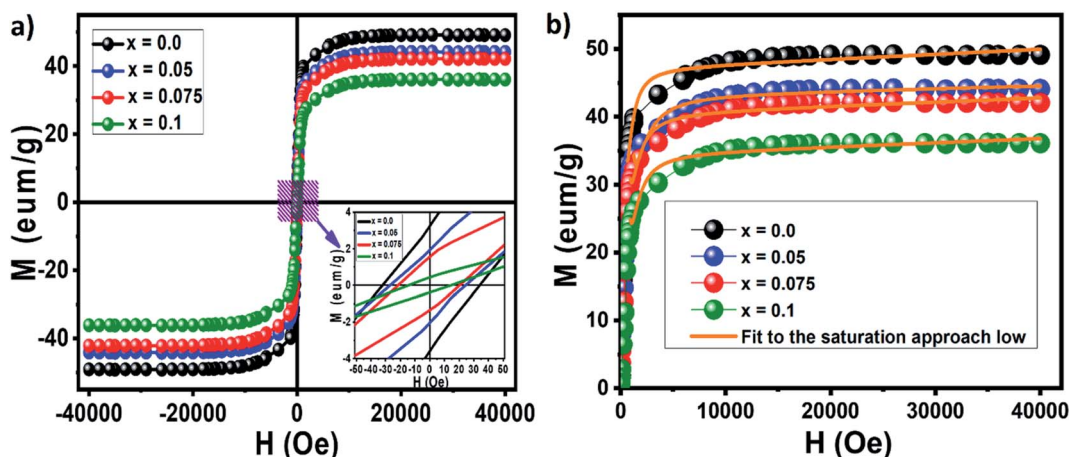 a)
M (eum/g)
40
20
0
-20
-40
x = 0.0
x = 0.05
x = 0.075
x = 0.1
-40000 -20000 0 20000 40000
H (Oe)
M (eum/g)
4
2
0
-2
-4
x = 0.0
x = 0.05
x = 0.075
x = 0.1
-50 -40 -30 -20 -10 0 10 20 30 40 50
H (Oe)
b)
M (eum/g)
50
40
30
20
10
0
x = 0.0
x = 0.05
x = 0.075
x = 0.1
Fit to the saturation approach low
0 10000 20000 30000 40000
H (Oe)